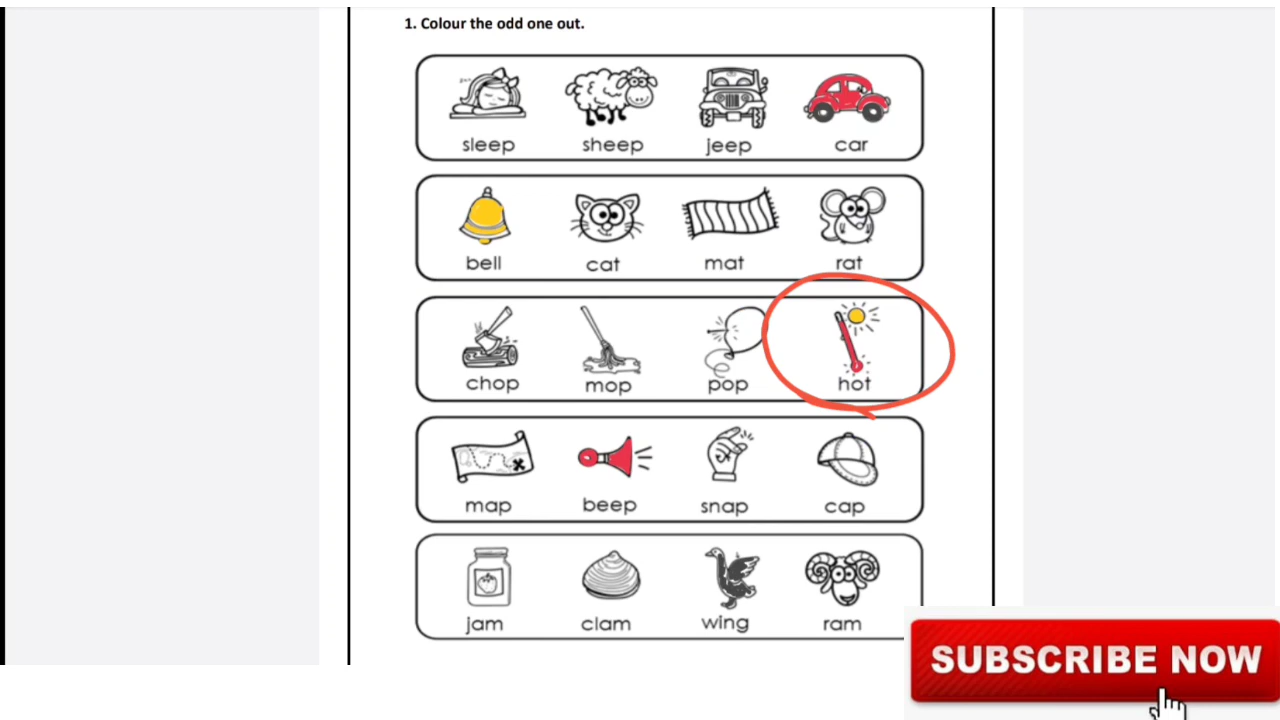 1. Colour the odd one out.
sleep sheep jeep car
bell cat mat rat
chop mop pop hot
map beep snap cap
jam clam wing ram
SUBSCRIBE NOW